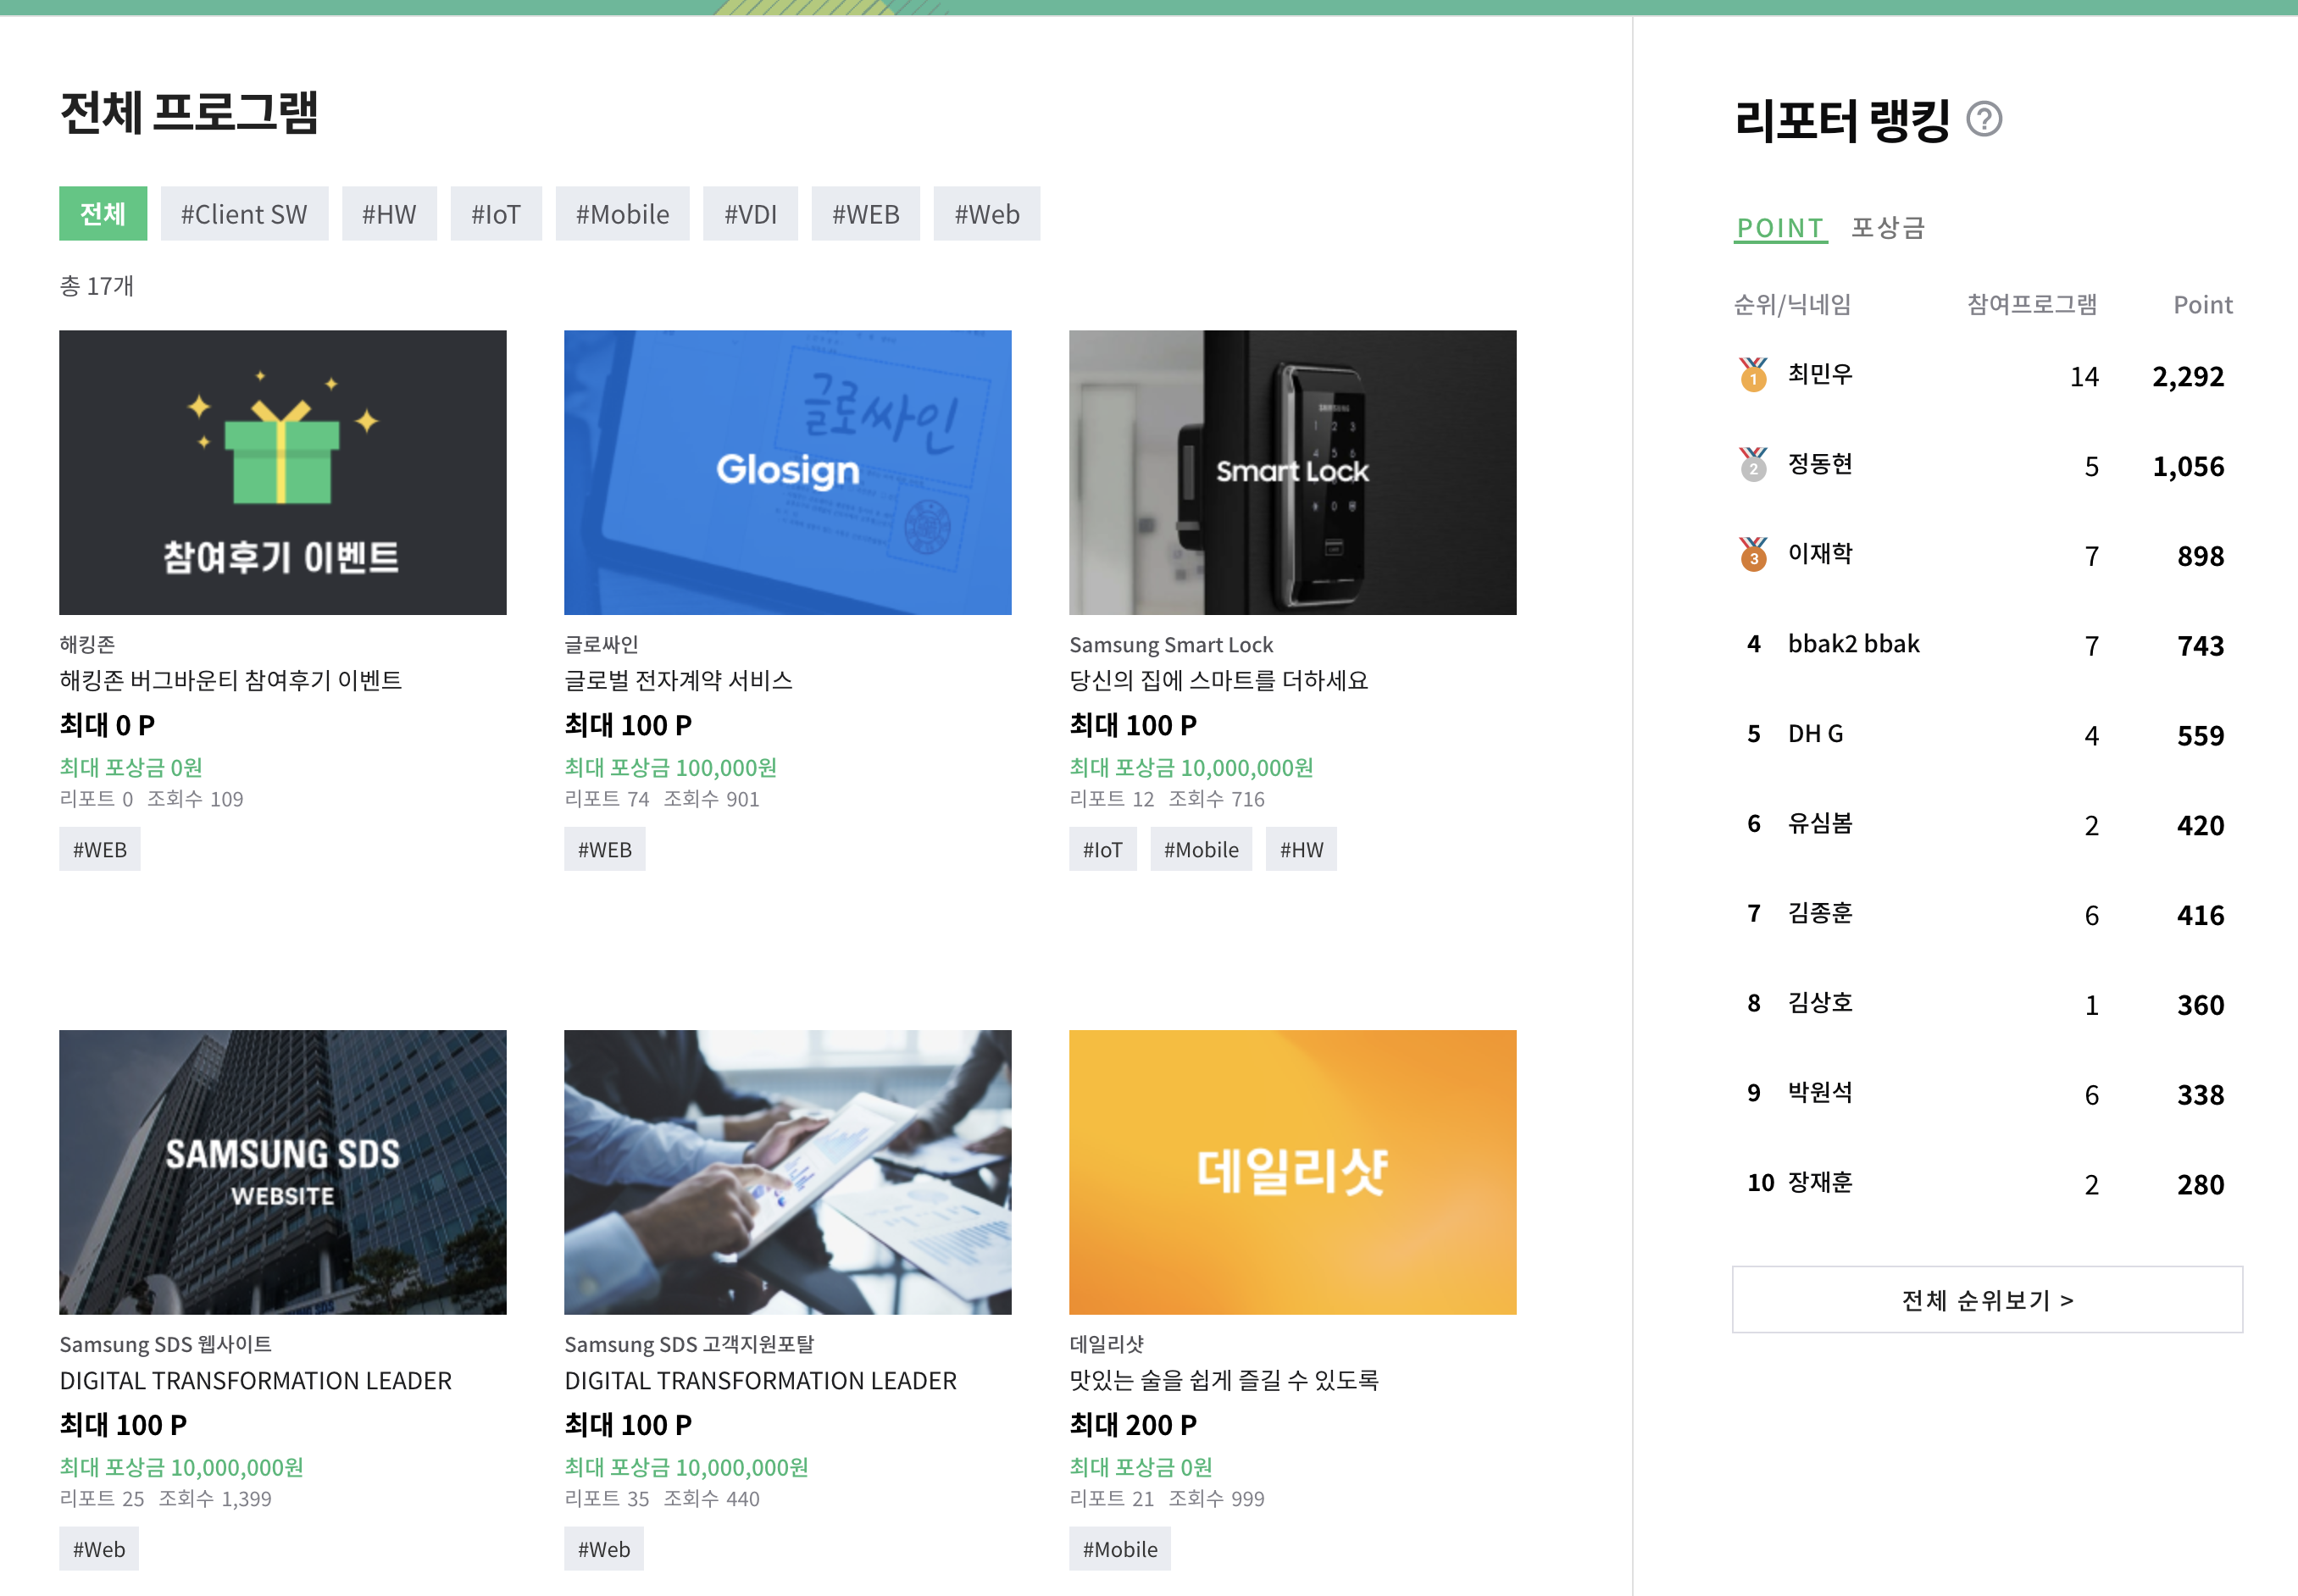 전체 프로그램
전체 #Client SW #HW #IoT #Mobile #VDI #WEB #Web
총 17개
참여후기 이벤트
해킹존
해킹존 버그바운티 참여후기 이벤트
최대 0 P
최대 포상금 0원
리포트 0 조회수 109
#WEB
글로싸인
Glosign
글로싸인
글로벌 전자계약 서비스
최대 100 P
최대 포상금 100,000원
리포트 74 조회수 901
#WEB
SAMSUNG
1 2 3
4 5 6
Smart Lock
0
Samsung Smart Lock
당신의 집에 스마트를 더하세요
최대 100 P
최대 포상금 10,000,000원
리포트 12 조회수 716
#IoT #Mobile #HW
SAMSUNG SDS
WEBSITE
Samsung SDS 웹사이트
DIGITAL TRANSFORMATION LEADER
최대 100 P
최대 포상금 10,000,000원
리포트 25 조회수 1,399
#Web
Samsung SDS 고객지원포탈
DIGITAL TRANSFORMATION LEADER
최대 100 P
최대 포상금 10,000,000원
리포트 35 조회수 440
#Web
데일리샷
데일리샷
맛있는 술을 쉽게 즐길 수 있도록
최대 200 P
최대 포상금 0원
리포트 21 조회수 999
#Mobile
리포터 랭킹 ?
POINT 포상금
순위/닉네임 참여프로그램 Point
1 최민우 14 2,292
2 정동현 5 1,056
3 이재학 7 898
4 bbak2 bbak 7 743
5 DH G 4 559
6 유심봄 2 420
7 김종훈 6 416
8 김상호 1 360
9 박원석 6 338
10 장재훈 2 280
전체 순위보기 >